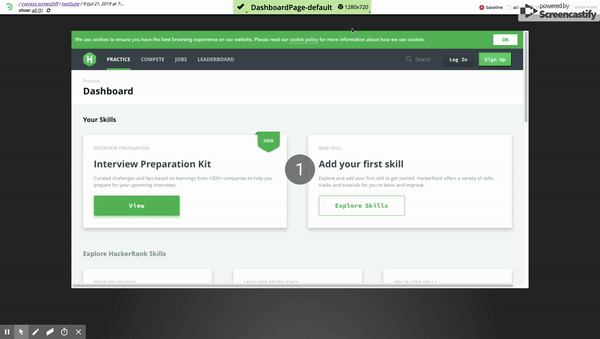 / cypress screenDiff / testSuite / 9 (Jul 21, 2019 at 7...
show: all (5)
DashboardPage-default
1280x720
baseline
powered by
Screencastify
We use cookies to ensure you have the best browsing experience on our website. Please read our cookie policy for more information about how we use cookies.
OK
H
PRACTICE
COMPETE
JOBS
LEADERBOARD
Search
Log In
Sign Up
Practice
Dashboard
Your Skills
INTERVIEW PREPARATION
NEW
Interview Preparation Kit
Curated challenges and tips based on learnings from 1000+ companies to help you
prepare for your upcoming interviews.
View
1
NEW SKILL
Add your first skill
Explore and add your first skill to get started. HackerRank offers a variety of skills,
tracks and tutorials for you to learn and improve.
Explore Skills
Explore HackerRank Skills
PROBLEM SOLVING
LANGUAGE PROFICIENCY
SPECIALIZED SKILLS